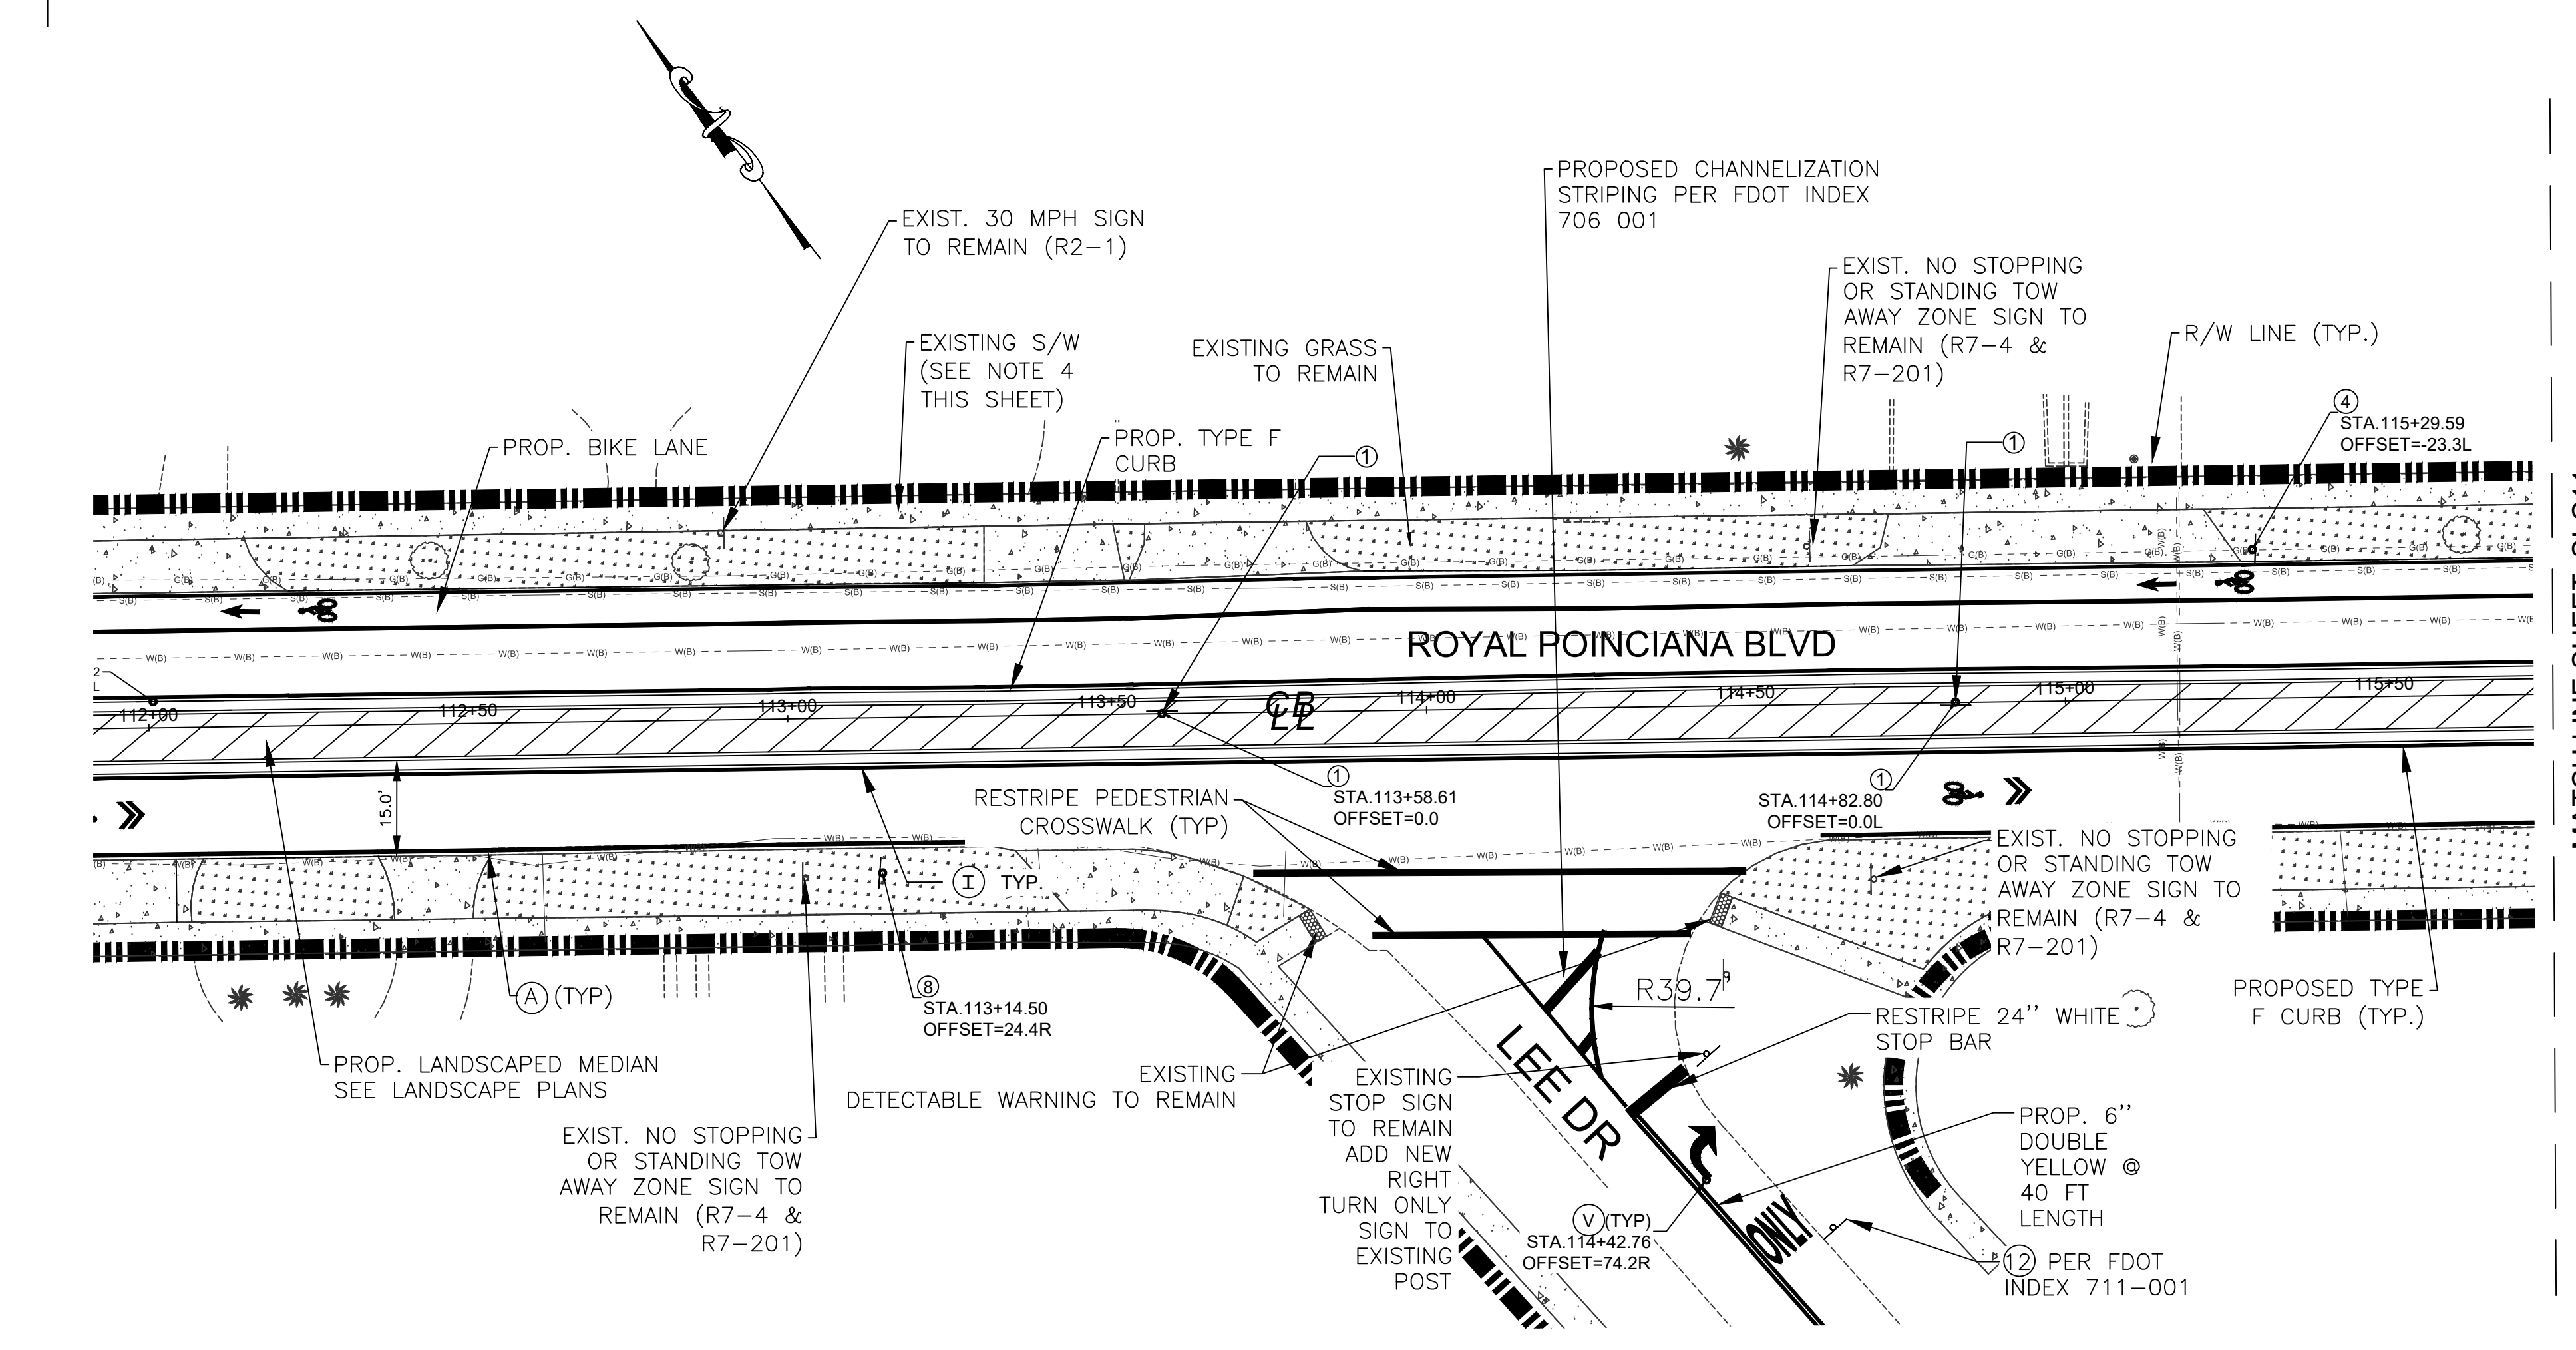 PROPOSED CHANNELIZATION
STRIPING PER FDOT INDEX
706 001
EXIST. 30 MPH SIGN
TO REMAIN (R2-1)
EXIST. NO STOPPING
OR STANDING TOW
AWAY ZONE SIGN TO
REMAIN (R7-4 &
R7-201)
EXISTING S/W
(SEE NOTE 4
THIS SHEET)
EXISTING GRASS
TO REMAIN
R/W LINE (TYP.)
4
STA.115+29.59
OFFSET=-23.3L
PROP. BIKE LANE
PROP. TYPE F
CURB
1
1
ROYAL POINCIANA BLVD
2
L
112+00
112+50
113+00
113+50
114+00
114+50
115+00
115+50
15.0'
RESTRIPE PEDESTRIAN
CROSSWALK (TYP)
1
STA.113+58.61
OFFSET=0.0
1
STA.114+82.80
OFFSET=0.0L
EXIST. NO STOPPING
OR STANDING TOW
AWAY ZONE SIGN TO
REMAIN (R7-4 &
R7-201)
I TYP.
A (TYP)
8
STA.113+14.50
OFFSET=24.4R
R39.7'
PROPOSED TYPE
F CURB (TYP.)
RESTRIPE 24'' WHITE
STOP BAR
PROP. LANDSCAPED MEDIAN
SEE LANDSCAPE PLANS
EXISTING
DETECTABLE WARNING TO REMAIN
EXISTING
STOP SIGN
TO REMAIN
ADD NEW
RIGHT
TURN ONLY
SIGN TO
EXISTING
POST
LEE DR
EXIST. NO STOPPING
OR STANDING TOW
AWAY ZONE SIGN TO
REMAIN (R7-4 &
R7-201)
PROP. 6''
DOUBLE
YELLOW @
40 FT
LENGTH
V (TYP)
STA.114+42.76
OFFSET=74.2R
ONLY
12 PER FDOT
INDEX 711-001